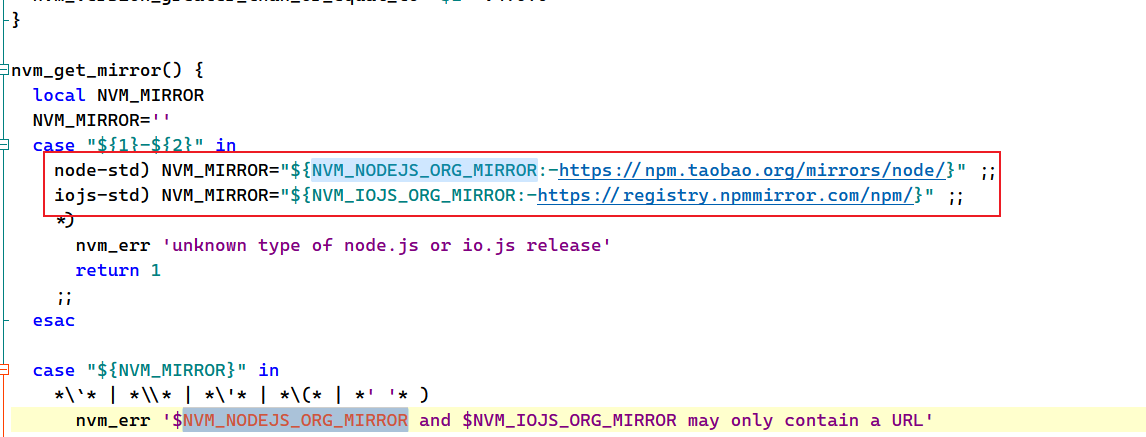 }
nvm_get_mirror() {
local NVM_MIRROR
NVM_MIRROR=''
case "${1}-${2}" in
node-std) NVM_MIRROR="${NVM_NODEJS_ORG_MIRROR:-https://npm.taobao.org/mirrors/node/}" ;;
iojs-std) NVM_MIRROR="${NVM_IOJS_ORG_MIRROR:-https://registry.npmmirror.com/npm/}" ;;
*)
nvm_err 'unknown type of node.js or io.js release'
return 1
;;
esac
case "${NVM_MIRROR}" in
*\`* | *\\* | *\'* | *\(* | *' '* )
nvm_err '$NVM_NODEJS_ORG_MIRROR and $NVM_IOJS_ORG_MIRROR may only contain a URL'